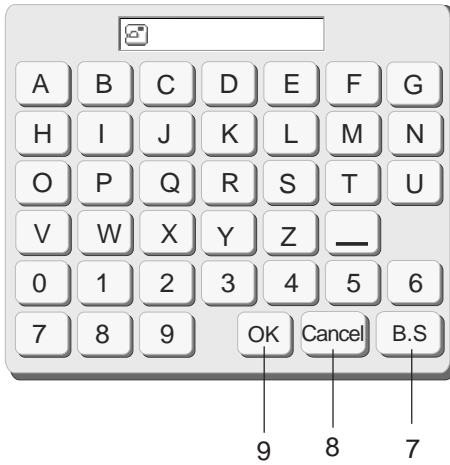 A B C D E F G
H I J K L M N
O P Q R S T U
V W X Y Z _
0 1 2 3 4 5 6
7 8 9 OK Cancel B.S
9 8 7